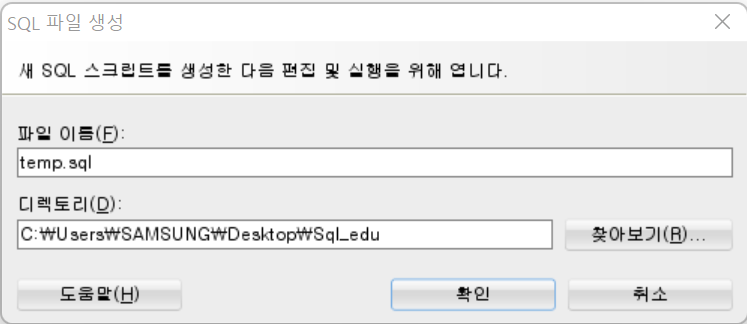 SQL 파일 생성
새 SQL 스크립트를 생성한 다음 편집 및 실행을 위해 엽니다.
파일 이름(F):
temp.sql
디렉토리(D):
C:₩Users₩SAMSUNG₩Desktop₩Sql_edu
찾아보기(R)...
도움말(H)
확인
취소